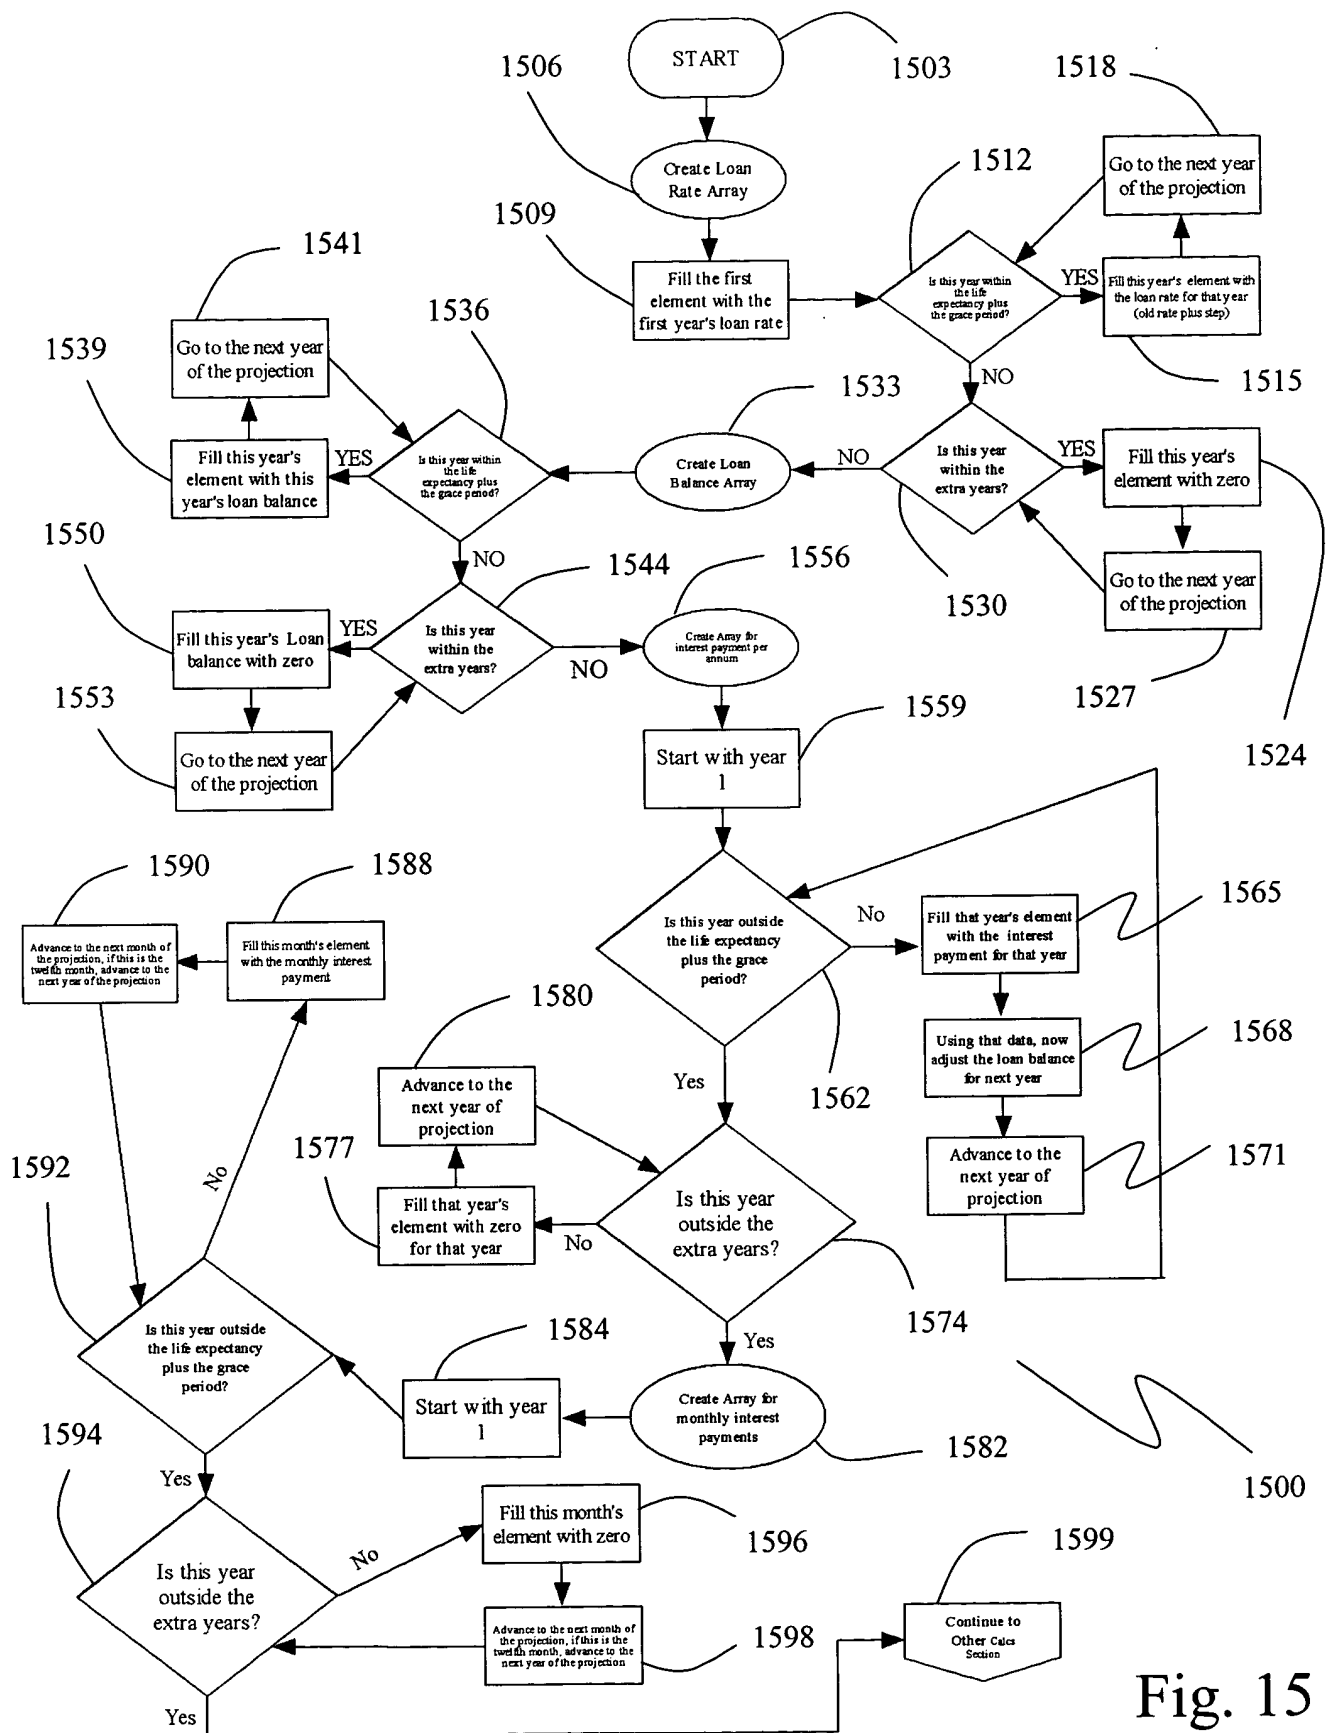 START
1503
1506
1518
Create Loan
Rate Array
1512
Go to the next year
of the projection
1509
Fill the first
element with the
first year's loan rate
Is this year within
the life
expectancy plus
the grace period?
YES
Fill this year's element with
the loan rate for that year
(old rate plus step)
1515
NO
1541
1536
Go to the next year
of the projection
1539
1533
Fill this year's
element with this
year's loan balance
YES
Is this year within
the life
expectancy plus
the grace period?
Create Loan
Balance Array
NO
Is this year
within the
extra years?
YES
Fill this year's
element with zero
1550
NO
1544
1556
1530
Go to the next year
of the projection
Fill this year's Loan
balance with zero
YES
Is this year
within the
extra years?
NO
Create Array for
interest payment per
annum
1527
1524
1553
Go to the next year
of the projection
1559
Start with year
1
1590
1588
Advance to the next month of
the projection, if this is the
twelfth month, advance to the
next year of the projection
Fill this month's element
with the monthly interest
payment
Is this year outside
the life expectancy
plus the grace
period?
No
Fill that year's element
with the interest
payment for that year
1565
1580
Using that data, now
adjust the loan balance
for next year
1568
Yes
1562
Advance to the
next year of
projection
1577
Advance to the
next year of
projection
1571
1592
No
Fill that year's
element with zero
for that year
No
Is this year
outside the
extra years?
1574
Is this year outside
the life expectancy
plus the grace
period?
1584
Yes
Start with year
1
Create Array for
monthly interest
payments
1582
1594
Yes
1500
Fill this month's
element with zero
1596
1599
No
Is this year
outside the
extra years?
Advance to the next month of
the projection, if this is the
twelfth month, advance to the
next year of the projection
1598
Continue to
Other Calcs
Section
Yes
Fig. 15